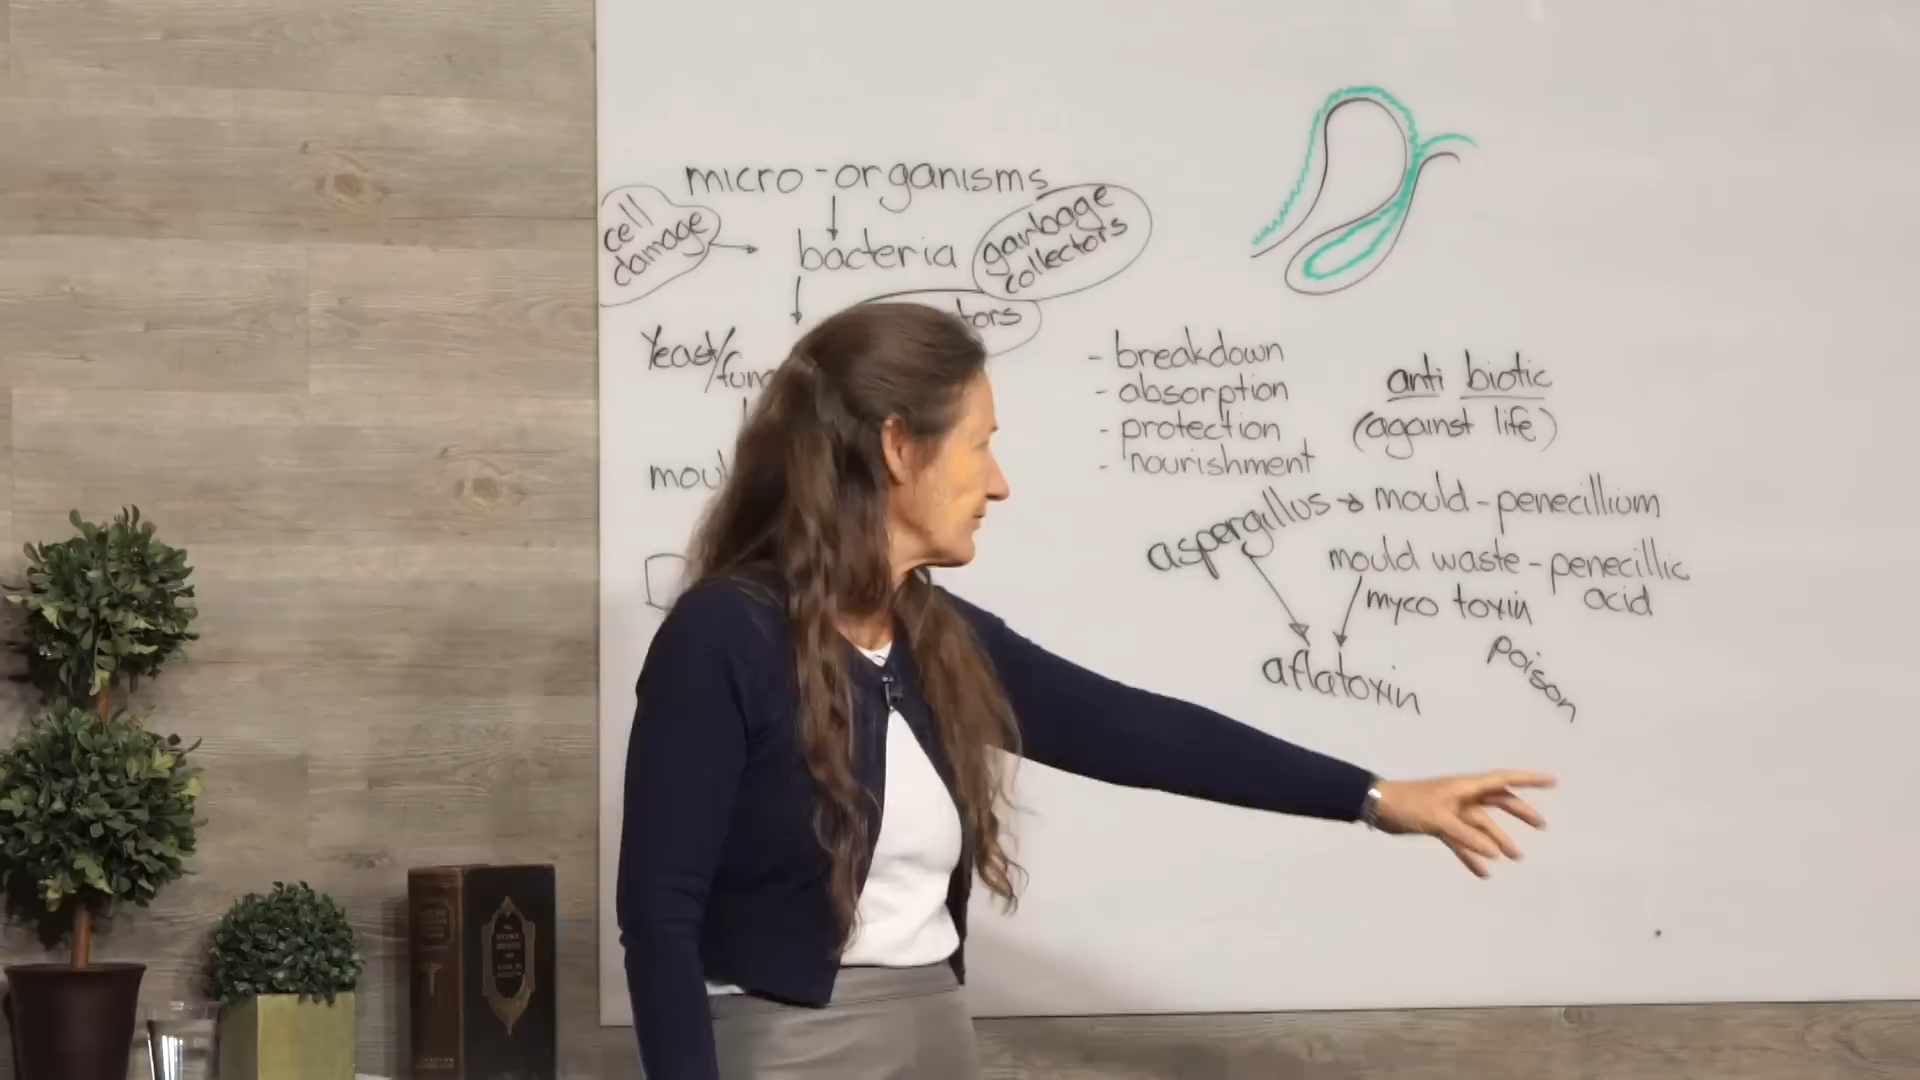 micro-organisms
cell
damage
bacteria
garbage
collectors
Yeast/
- breakdown
- absorption
- protection
- nourishment
anti biotic
(against life)
aspergillus → mould - penecillium
mould waste - penecillic
acid
myco toxin
poison
aflatoxin